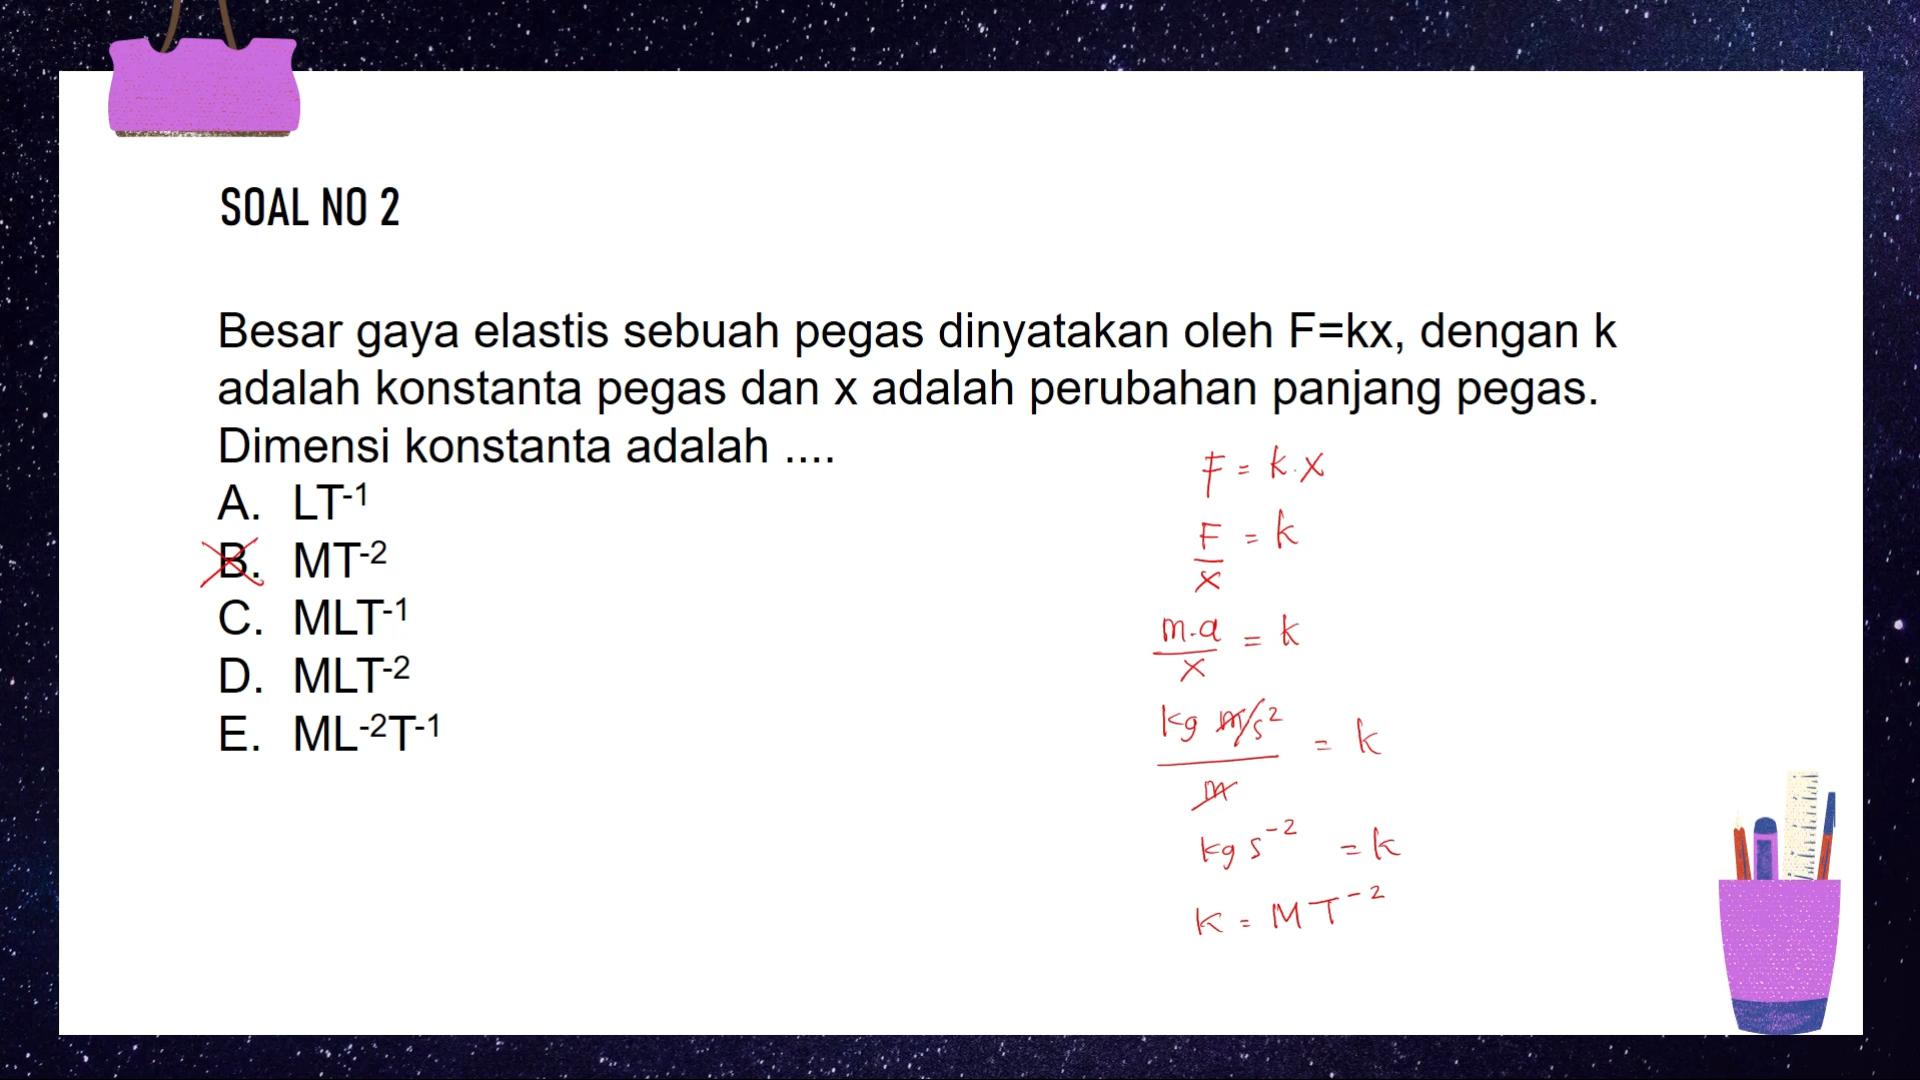 SOAL NO 2
Besar gaya elastis sebuah pegas dinyatakan oleh F=kx, dengan k
adalah konstanta pegas dan x adalah perubahan panjang pegas.
Dimensi konstanta adalah ....
A. LT⁻¹
B. MT⁻²
C. MLT⁻¹
D. MLT⁻²
E. ML⁻²T⁻¹
F = k.x
F/x = k
m.a/x = k
kg m/s²/m = k
kg s⁻² = k
k = MT⁻²